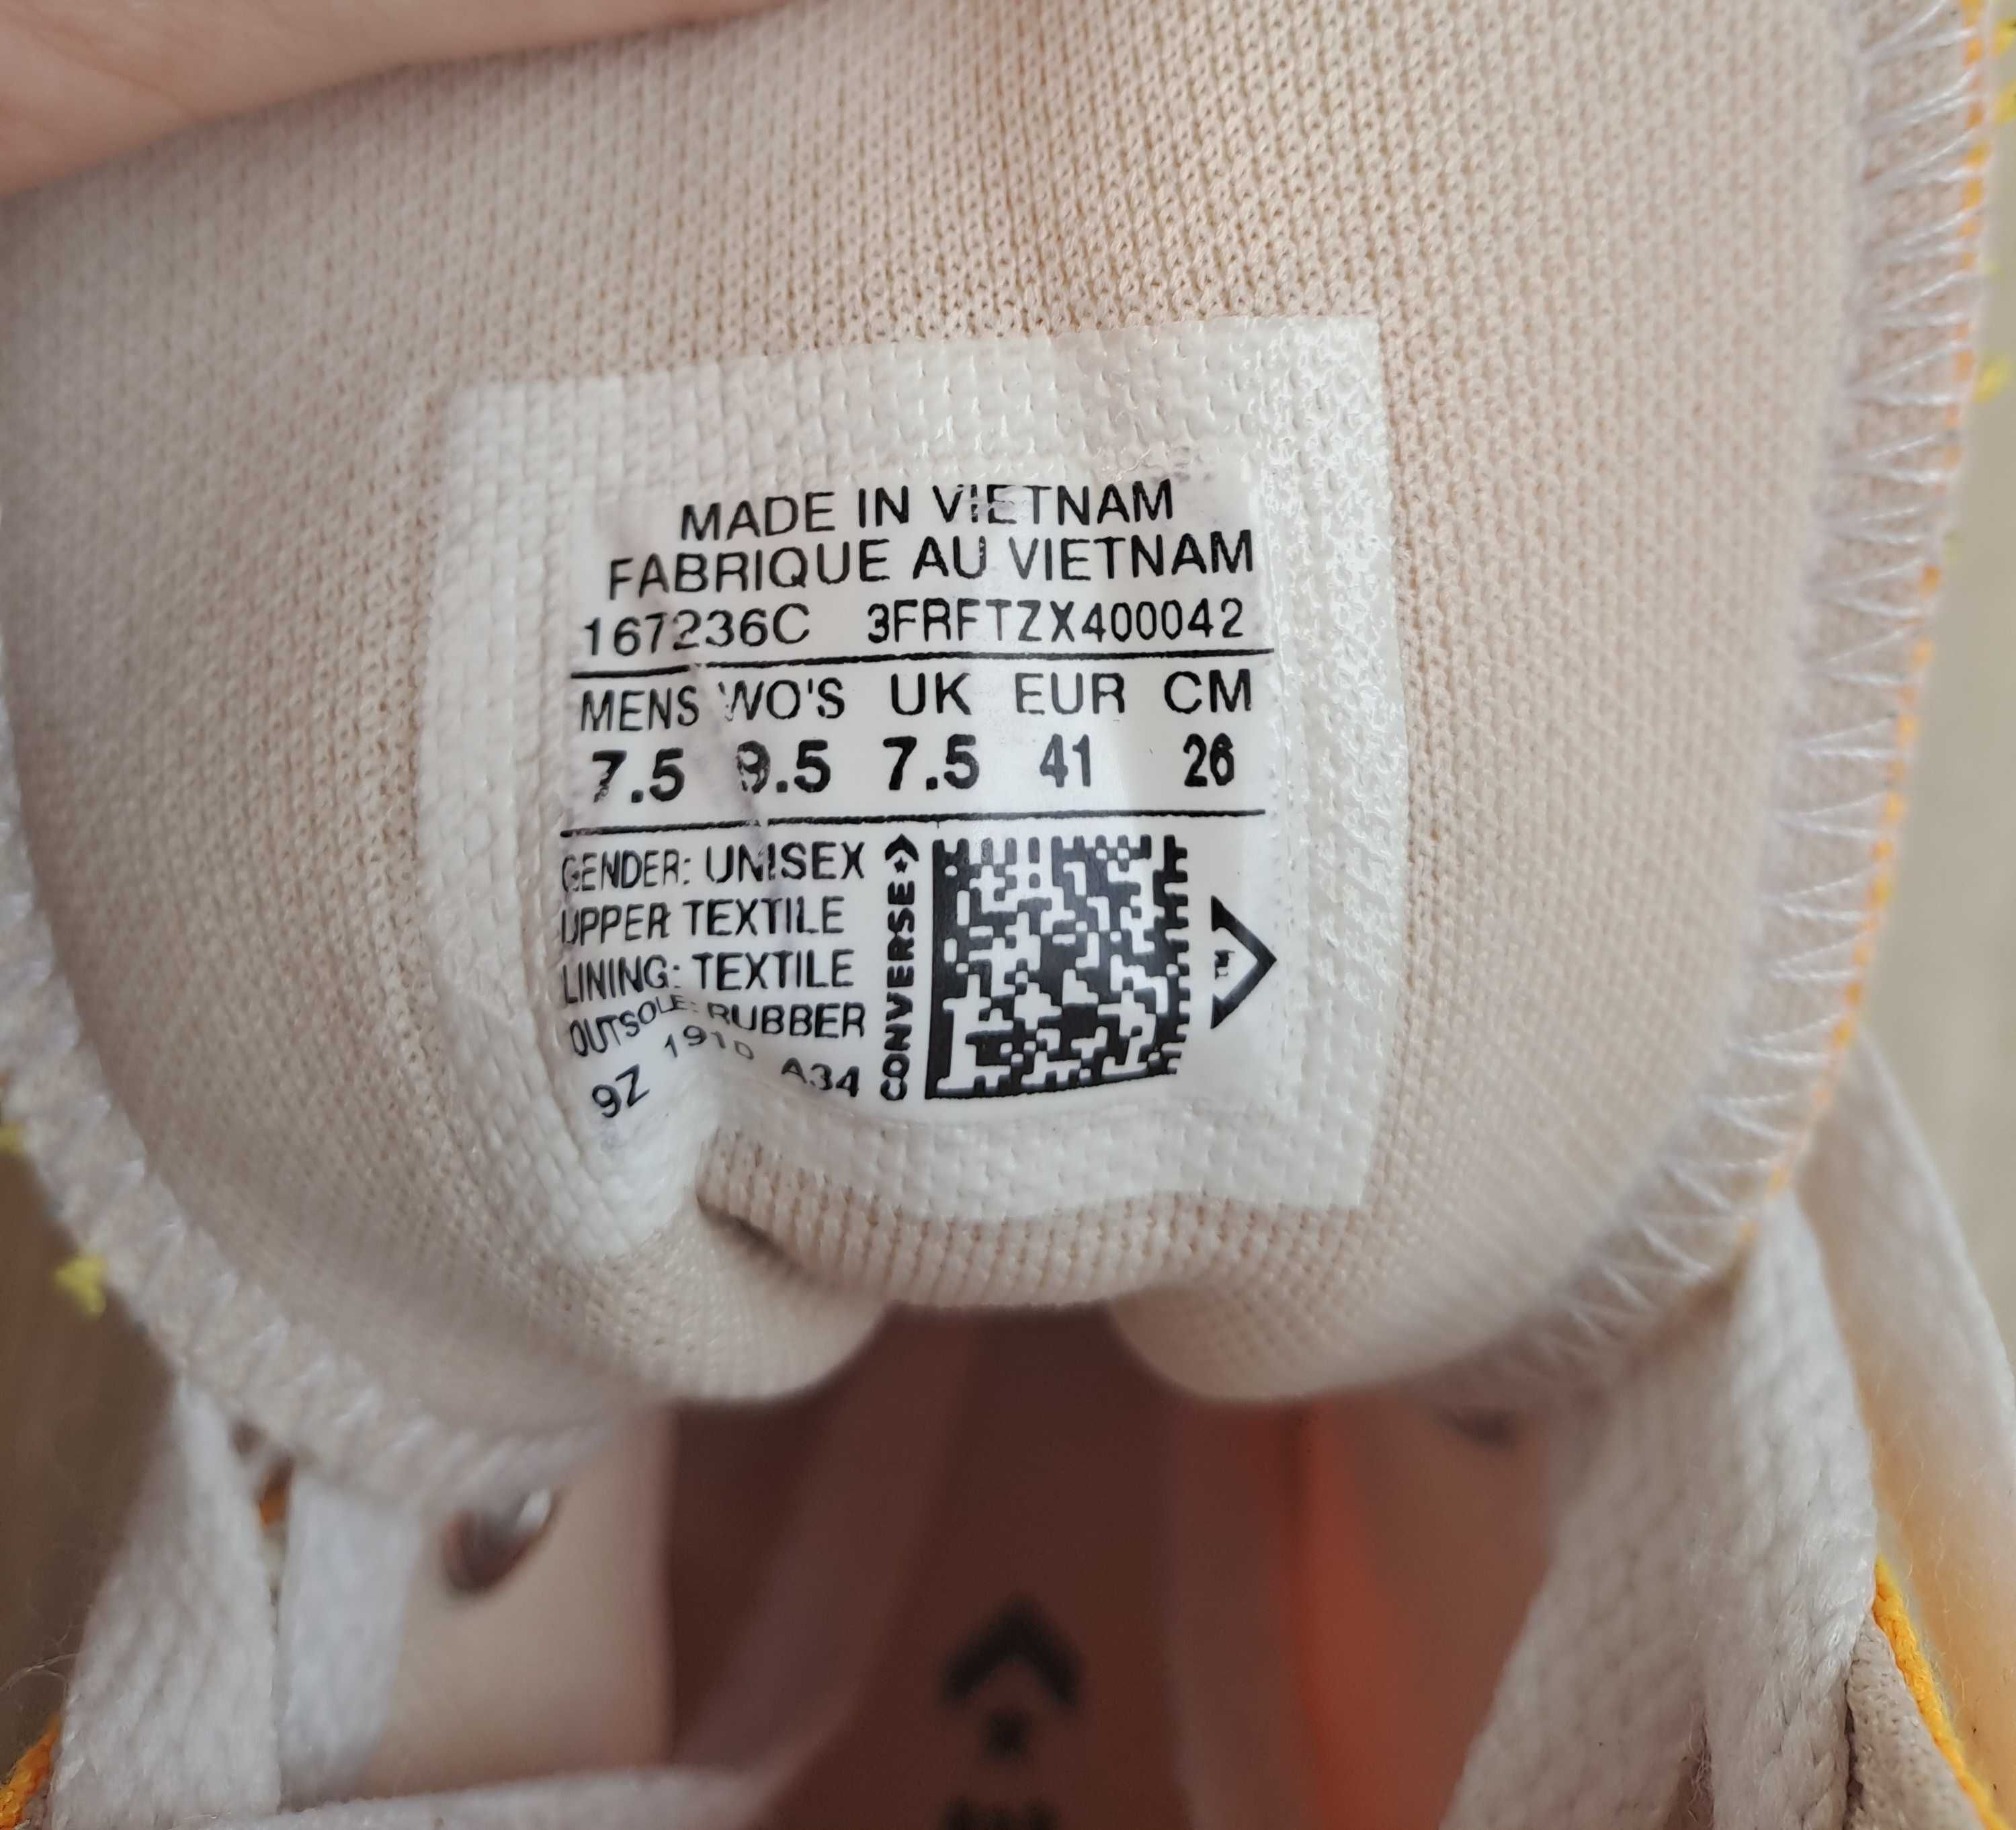 MADE IN VIETNAM
FABRIQUE AU VIETNAM
167236C 3FRFTZX400042
MENS WO'S UK EUR CM
7.5 9.5 7.5 41 26
GENDER: UNISEX
UPPER TEXTILE
LINING: TEXTILE
OUTSOLE: RUBBER
9Z 1910 A34
CONVERSE
TM